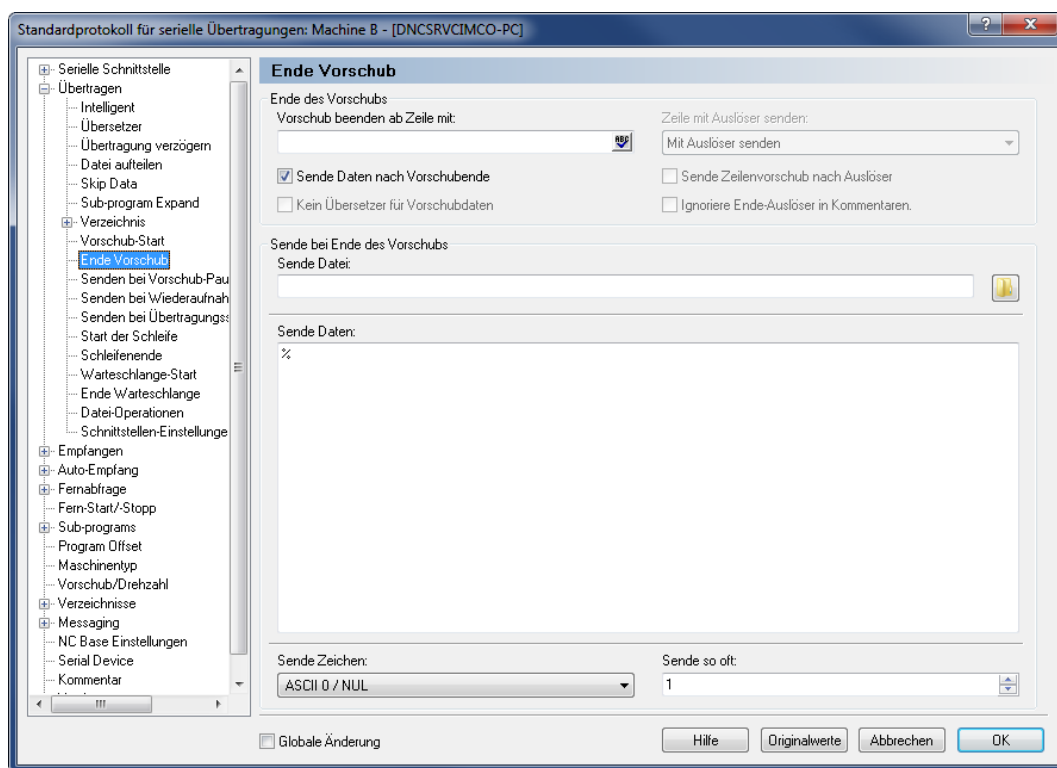 Standardprotokoll für serielle Übertragungen: Machine B - [DNCSRVCIMCO-PC]
Serielle Schnittstelle
Übertragen
Intelligent
Übersetzer
Übertragung verzögern
Datei aufteilen
Skip Data
Sub-program Expand
Verzeichnis
Vorschub-Start
Ende Vorschub
Senden bei Vorschub-Pau
Senden bei Wiederaufnah
Senden bei Übertragungss
Start der Schleife
Schleifenende
Warteschlange-Start
Ende Warteschlange
Datei-Operationen
Schnittstellen-Einstellunge
Empfangen
Auto-Empfang
Fernabfrage
Fern-Start/-Stopp
Sub-programs
Program Offset
Maschinentyp
Vorschub/Drehzahl
Verzeichnisse
Messaging
NC Base Einstellungen
Serial Device
Kommentar
Ende Vorschub
Ende des Vorschubs
Vorschub beenden ab Zeile mit:
ABC
Zeile mit Auslöser senden:
Mit Auslöser senden
Sende Daten nach Vorschubende
Sende Zeilenvorschub nach Auslöser
Kein Übersetzer für Vorschubdaten
Ignoriere Ende-Auslöser in Kommentaren.
Sende bei Ende des Vorschubs
Sende Datei:
Sende Daten:
%
Sende Zeichen:
ASCII 0 / NUL
Sende so oft:
1
Globale Änderung
Hilfe
Originalwerte
Abbrechen
OK